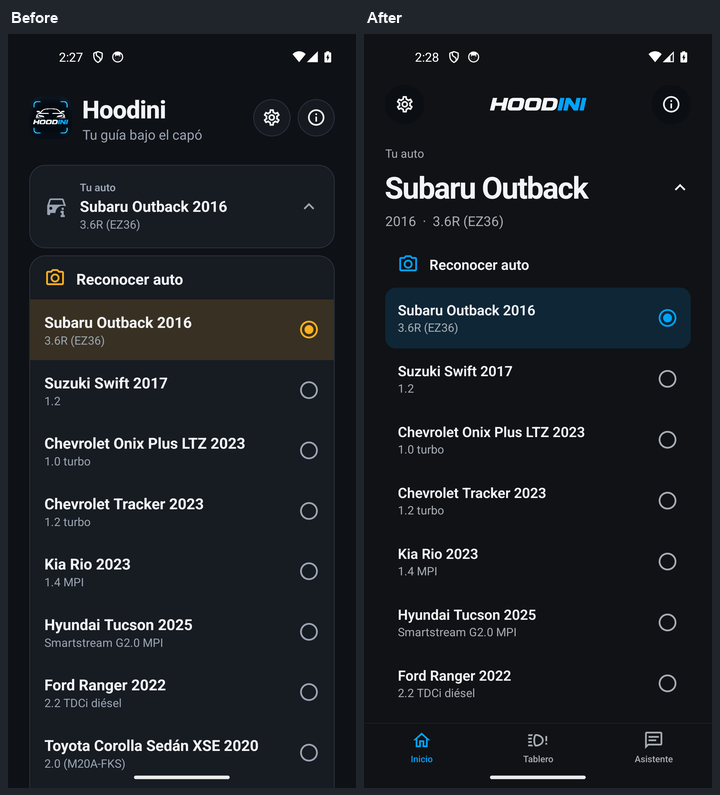 Before
2:27
HOODINI
Hoodini
Tu guía bajo el capó
Tu auto
Subaru Outback 2016
3.6R (EZ36)
Reconocer auto
Subaru Outback 2016
3.6R (EZ36)
Suzuki Swift 2017
1.2
Chevrolet Onix Plus LTZ 2023
1.0 turbo
Chevrolet Tracker 2023
1.2 turbo
Kia Rio 2023
1.4 MPI
Hyundai Tucson 2025
Smartstream G2.0 MPI
Ford Ranger 2022
2.2 TDCi diésel
Toyota Corolla Sedán XSE 2020
2.0 (M20A-FKS)
After
2:28
HOODINI
Tu auto
Subaru Outback
2016 · 3.6R (EZ36)
Reconocer auto
Subaru Outback 2016
3.6R (EZ36)
Suzuki Swift 2017
1.2
Chevrolet Onix Plus LTZ 2023
1.0 turbo
Chevrolet Tracker 2023
1.2 turbo
Kia Rio 2023
1.4 MPI
Hyundai Tucson 2025
Smartstream G2.0 MPI
Ford Ranger 2022
2.2 TDCi diésel
Inicio
Tablero
Asistente